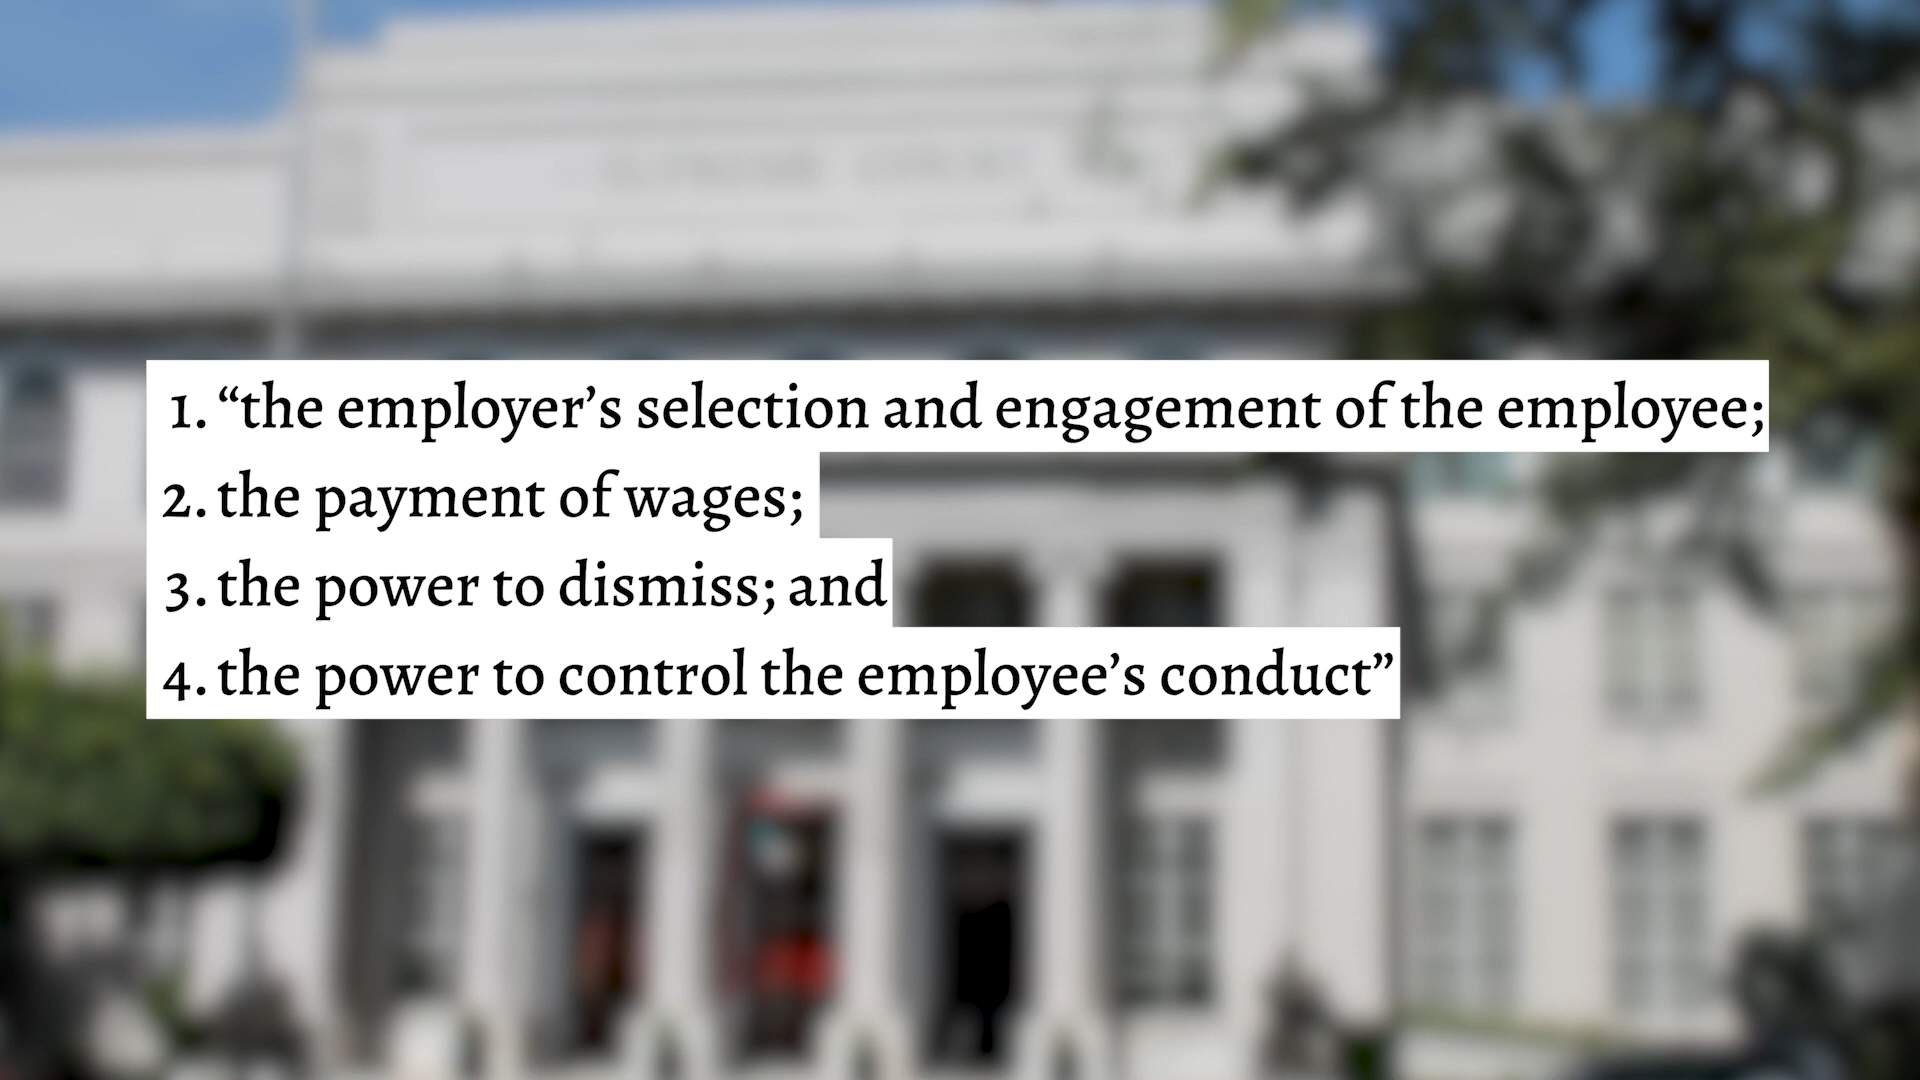 1. “the employer’s selection and engagement of the employee;
2. the payment of wages;
3. the power to dismiss; and
4. the power to control the employee’s conduct”